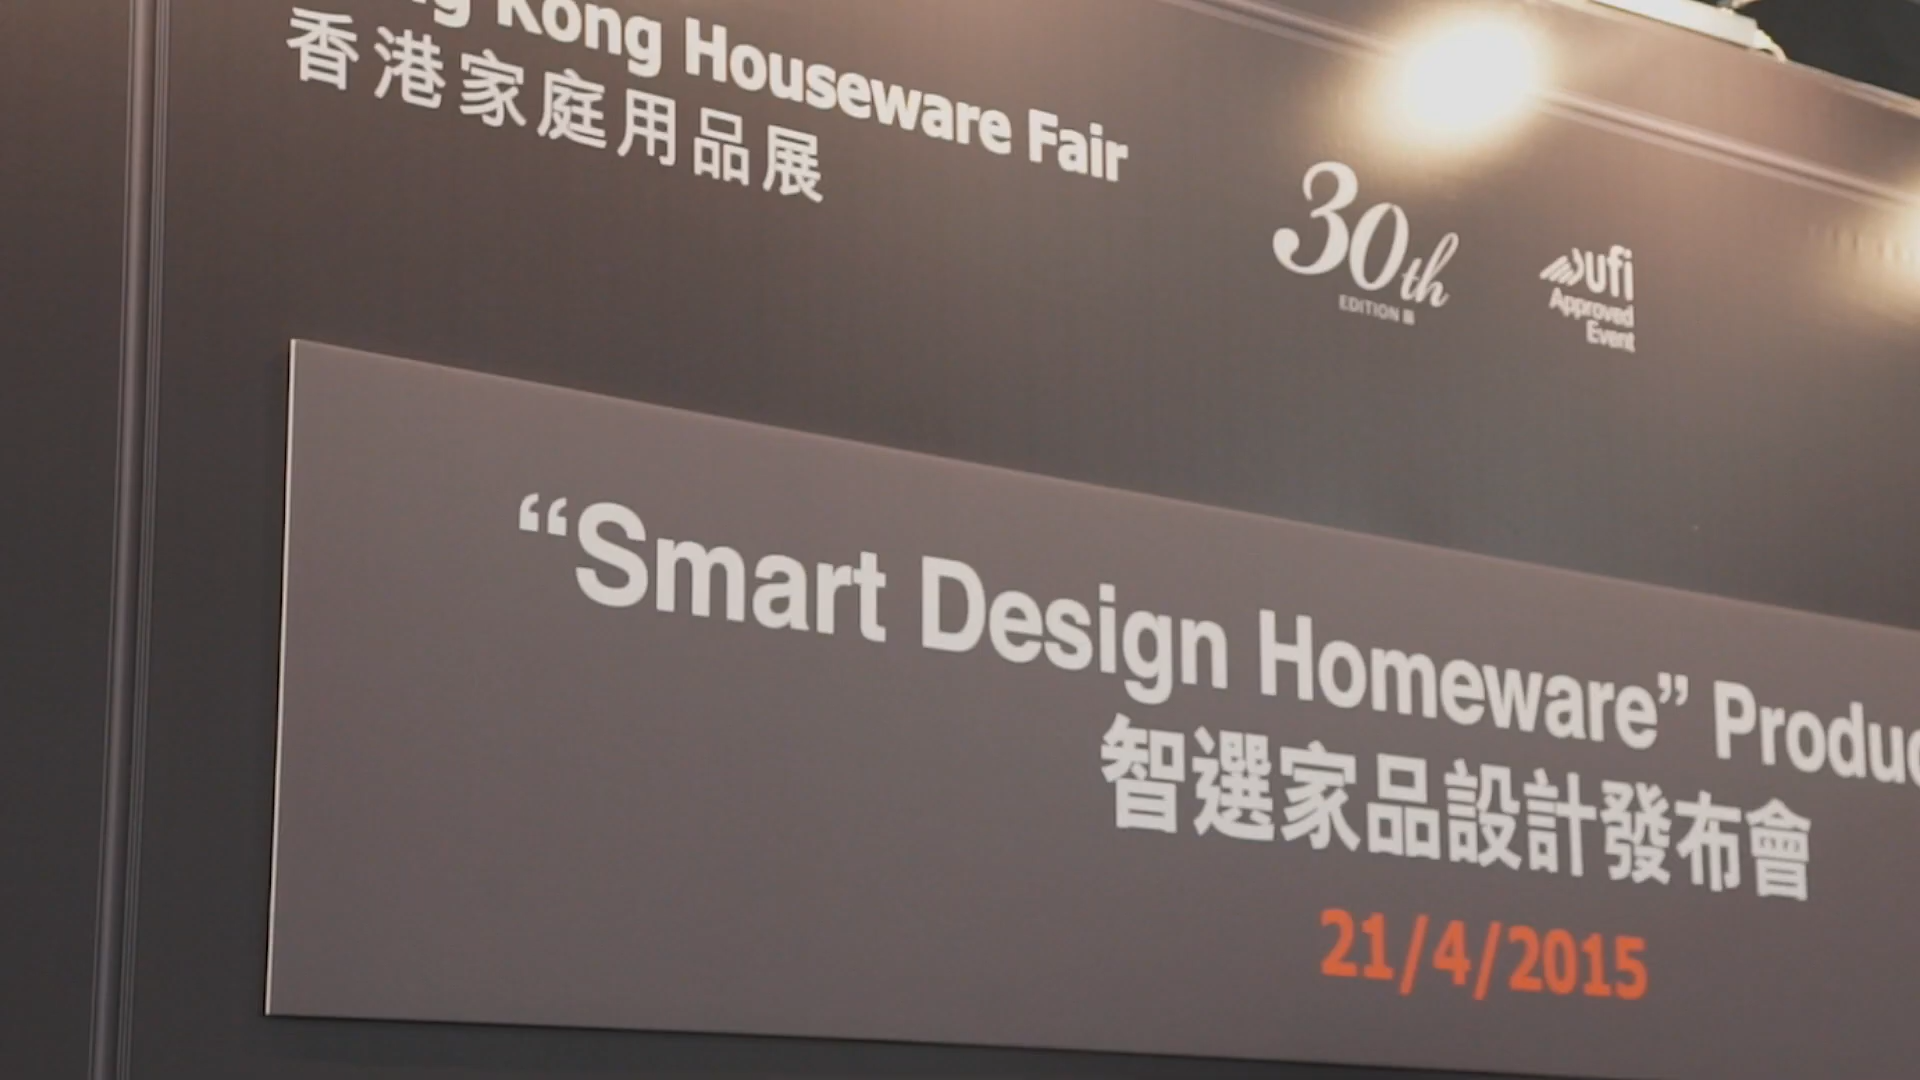 Kong Houseware Fair
香港家庭用品展
30th
EDITION
ufi
Approved
Event
“Smart Design Homeware”
智選家品設計發布會
21/4/2015